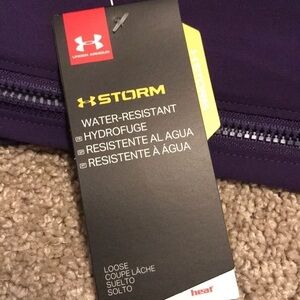 UNDER ARMOUR
STORM
WATER-RESISTANT
HYDROFUGE
RESISTENTE AL AGUA
RESISTENTE À ÁGUA
LOOSE
COUPE LÂCHE
SUELTO
SOLTO
heat